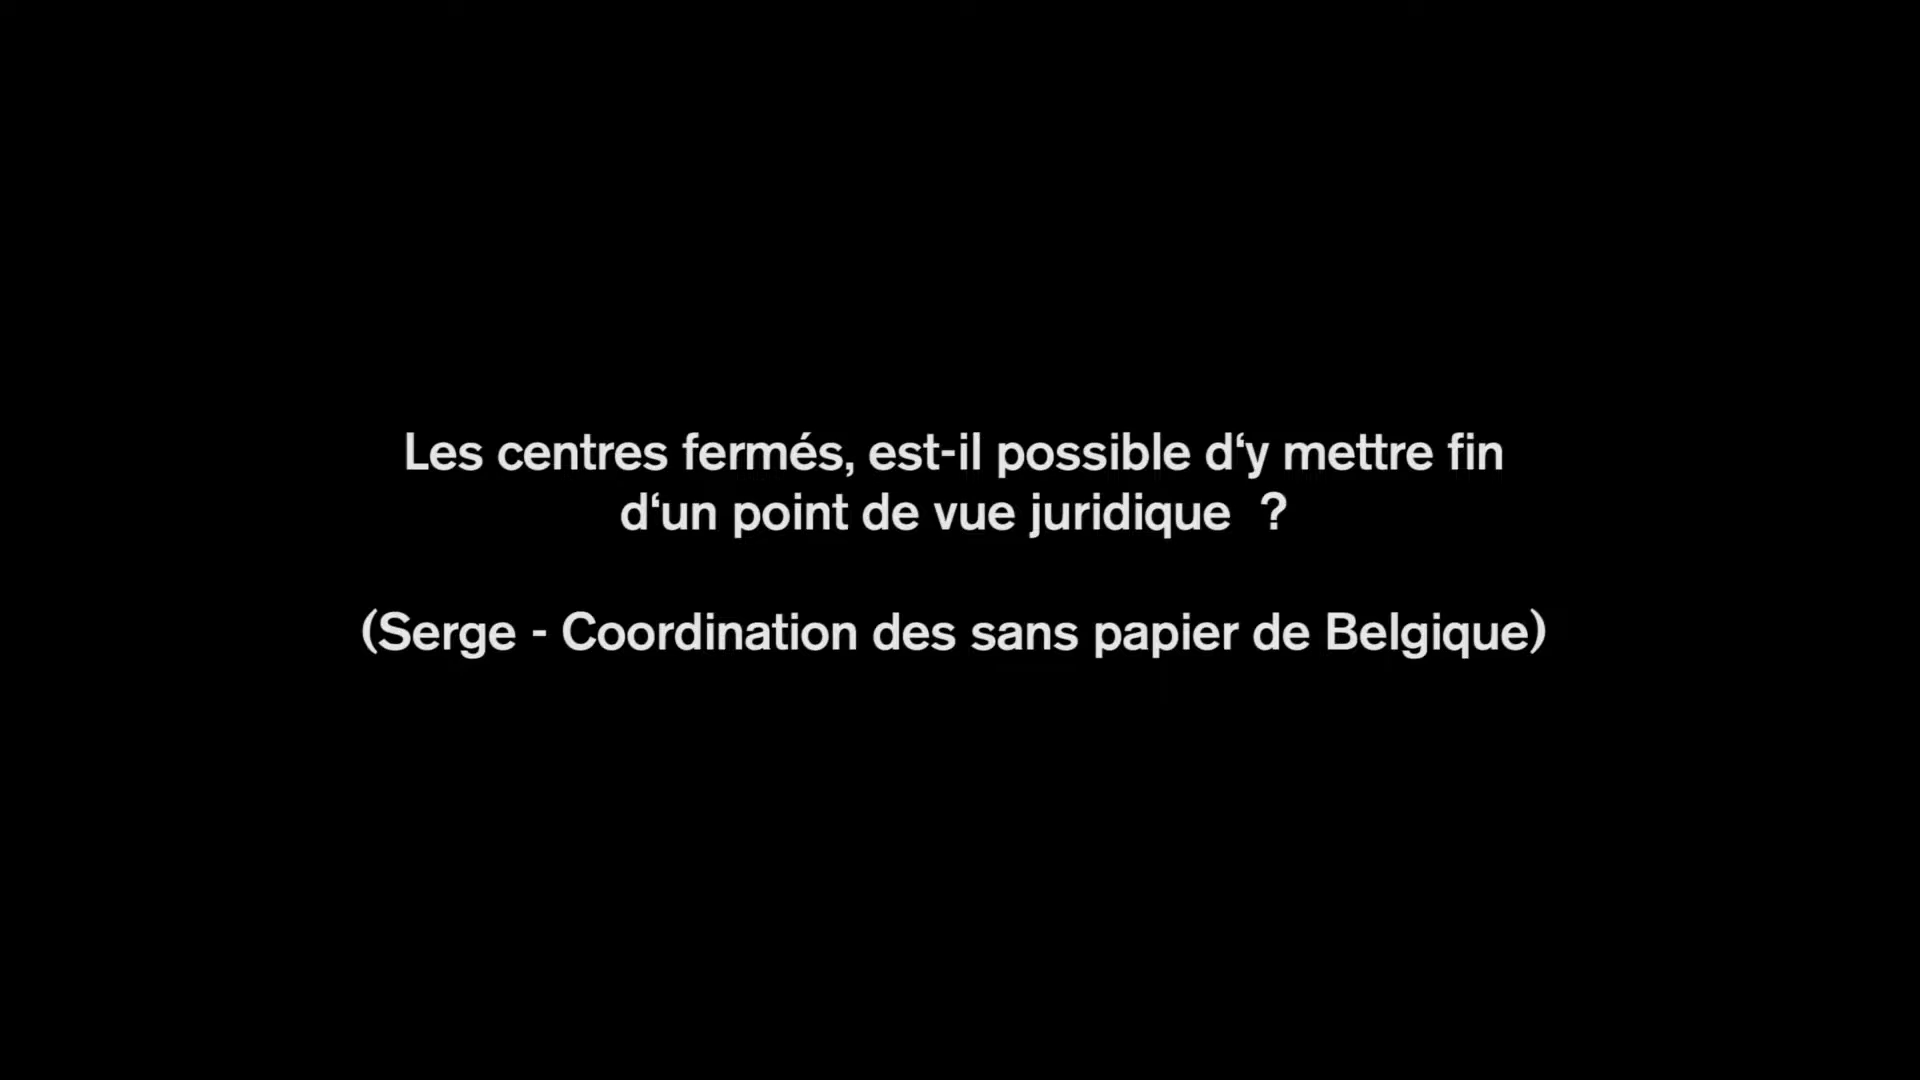 Les centres fermés, est-il possible d‘y mettre fin
d‘un point de vue juridique  ?
(Serge - Coordination des sans papier de Belgique)